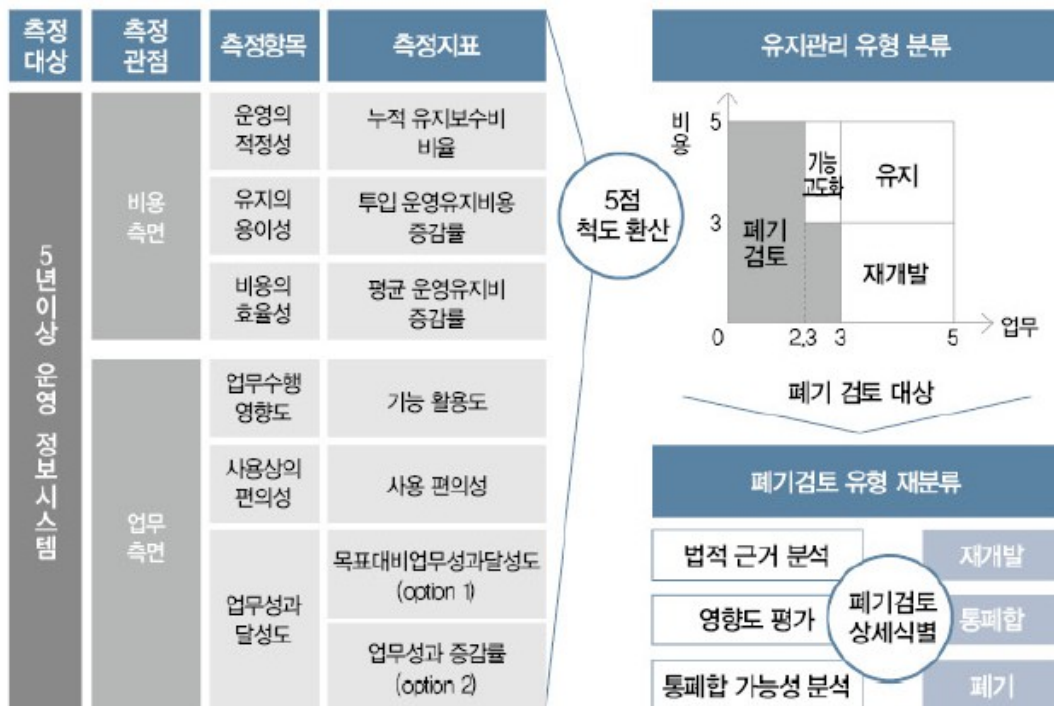 측정
대상
측정
관점
측정항목
측정지표
5년이상 운영 정보시스템
비용
측면
운영의
적정성
누적 유지보수비
비율
유지의
용이성
투입 운영유지비용
증감률
비용의
효율성
평균 운영유지비
증감률
업무
측면
업무수행
영향도
기능 활용도
사용상의
편의성
사용 편의성
업무성과
달성도
목표대비업무성과달성도
(option 1)
업무성과 증감률
(option 2)
5점
척도 환산
유지관리 유형 분류
비용
5
3
0
2.3
3
5
업무
폐기
검토
기능
고도화
유지
재개발
폐기 검토 대상
폐기검토 유형 재분류
법적 근거 분석
영향도 평가
통폐합 가능성 분석
폐기검토
상세식별
재개발
통폐합
폐기